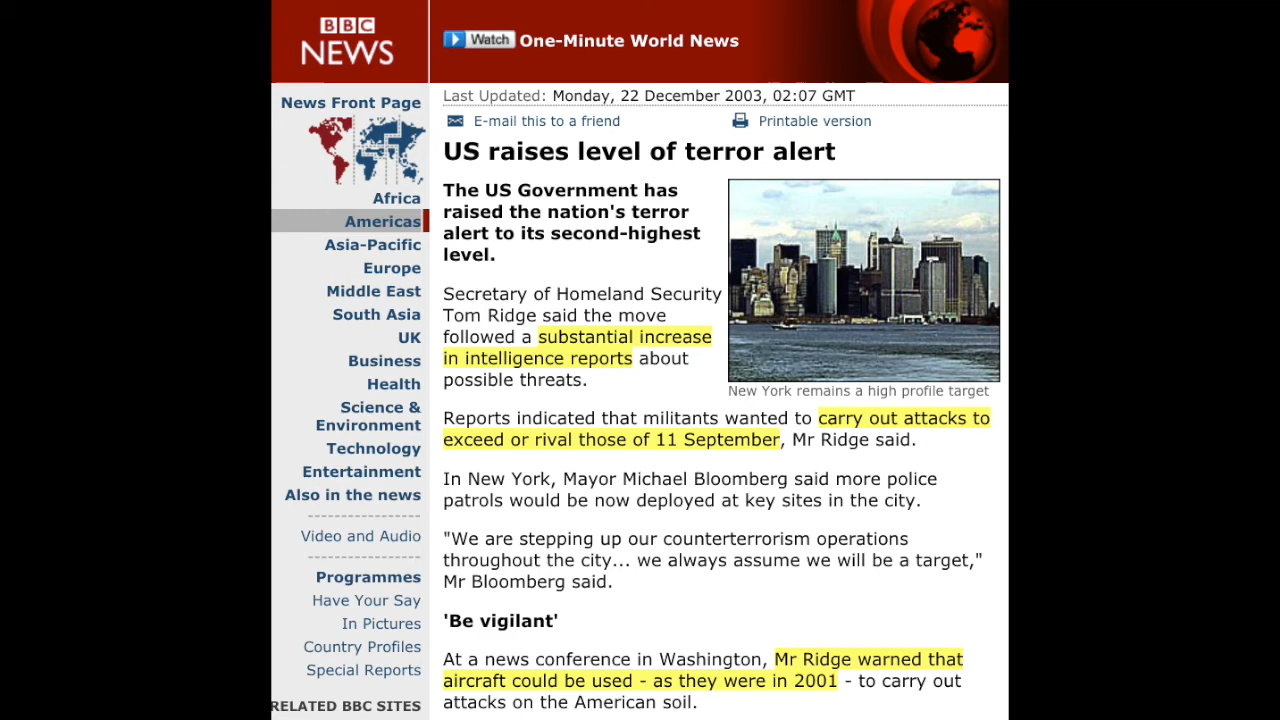 BBC
NEWS
Watch One-Minute World News
News Front Page
Africa
Americas
Asia-Pacific
Europe
Middle East
South Asia
UK
Business
Health
Science &
Environment
Technology
Entertainment
Also in the news
Video and Audio
Programmes
Have Your Say
In Pictures
Country Profiles
Special Reports
RELATED BBC SITES
Last Updated: Monday, 22 December 2003, 02:07 GMT
E-mail this to a friend
Printable version
US raises level of terror alert
The US Government has
raised the nation's terror
alert to its second-highest
level.
Secretary of Homeland Security
Tom Ridge said the move
followed a substantial increase
in intelligence reports about
possible threats.
New York remains a high profile target
Reports indicated that militants wanted to carry out attacks to
exceed or rival those of 11 September, Mr Ridge said.
In New York, Mayor Michael Bloomberg said more police
patrols would be now deployed at key sites in the city.
"We are stepping up our counterterrorism operations
throughout the city... we always assume we will be a target,"
Mr Bloomberg said.
'Be vigilant'
At a news conference in Washington, Mr Ridge warned that
aircraft could be used - as they were in 2001 - to carry out
attacks on the American soil.